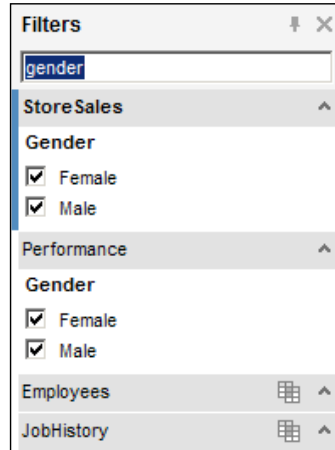 Filters
gender
StoreSales
Gender
Female
Male
Performance
Gender
Female
Male
Employees
JobHistory